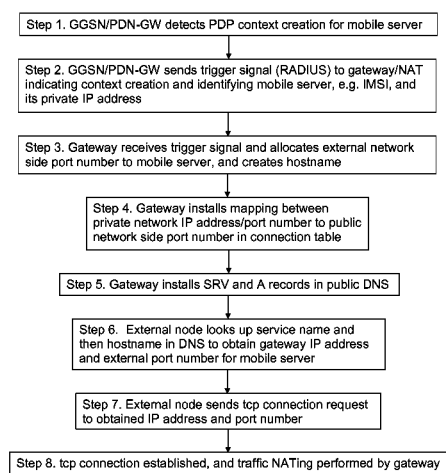 Step 1. GGSN/PDN-GW detects PDP context creation for mobile server
Step 2. GGSN/PDN-GW sends trigger signal (RADIUS) to gateway/NAT
indicating context creation and identifying mobile server, e.g. IMSI, and
its private IP address
Step 3. Gateway receives trigger signal and allocates external network
side port number to mobile server, and creates hostname
Step 4. Gateway installs mapping between
private network IP address/port number to public
network side port number in connection table
Step 5. Gateway installs SRV and A records in public DNS
Step 6. External node looks up service name and
then hostname in DNS to obtain gateway IP address
and external port number for mobile server
Step 7. External node sends tcp connection request
to obtained IP address and port number
Step 8. tcp connection established, and traffic NATing performed by gateway